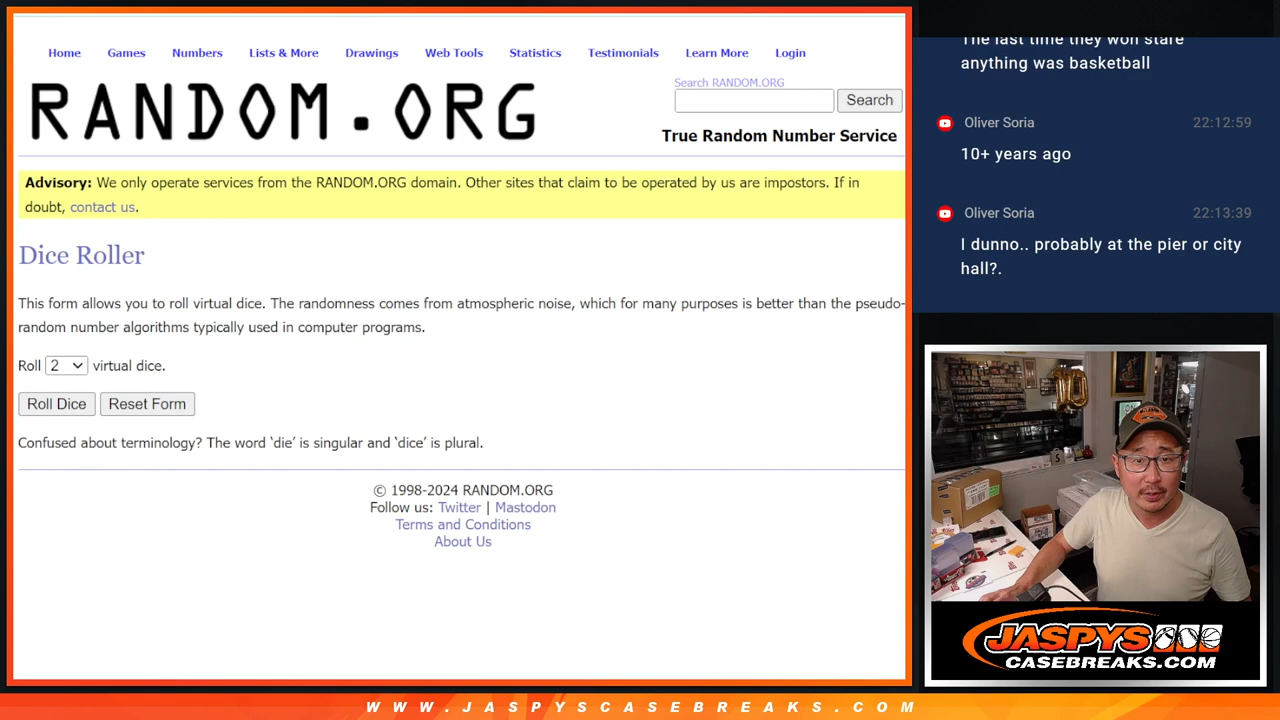 Home Games Numbers Lists & More Drawings Web Tools Statistics Testimonials Learn More Login
RANDOM.ORG
Search RANDOM.ORG
Search
True Random Number Service
Advisory: We only operate services from the RANDOM.ORG domain. Other sites that claim to be operated by us are impostors. If in
doubt, contact us.
Dice Roller
This form allows you to roll virtual dice. The randomness comes from atmospheric noise, which for many purposes is better than the pseudo-
random number algorithms typically used in computer programs.
Roll 2 virtual dice.
Roll Dice Reset Form
Confused about terminology? The word ‘die’ is singular and ‘dice’ is plural.
© 1998-2024 RANDOM.ORG
Follow us: Twitter | Mastodon
Terms and Conditions
About Us
The last time they won stare
anything was basketball
Oliver Soria 22:12:59
10+ years ago
Oliver Soria 22:13:39
I dunno.. probably at the pier or city
hall?.
10
JASPYS
CASEBREAKS.COM
WWW.JASPYSCASEBREAKS.COM